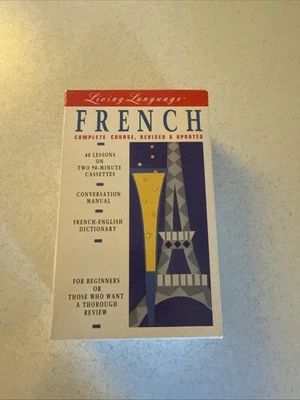 Living Language
FRENCH
COMPLETE COURSE, REVISED & UPDATED
40 LESSONS
ON
TWO 90-MINUTE
CASSETTES
CONVERSATION
MANUAL
FRENCH-ENGLISH
DICTIONARY
FOR BEGINNERS
OR
THOSE WHO WANT
A THOROUGH
REVIEW